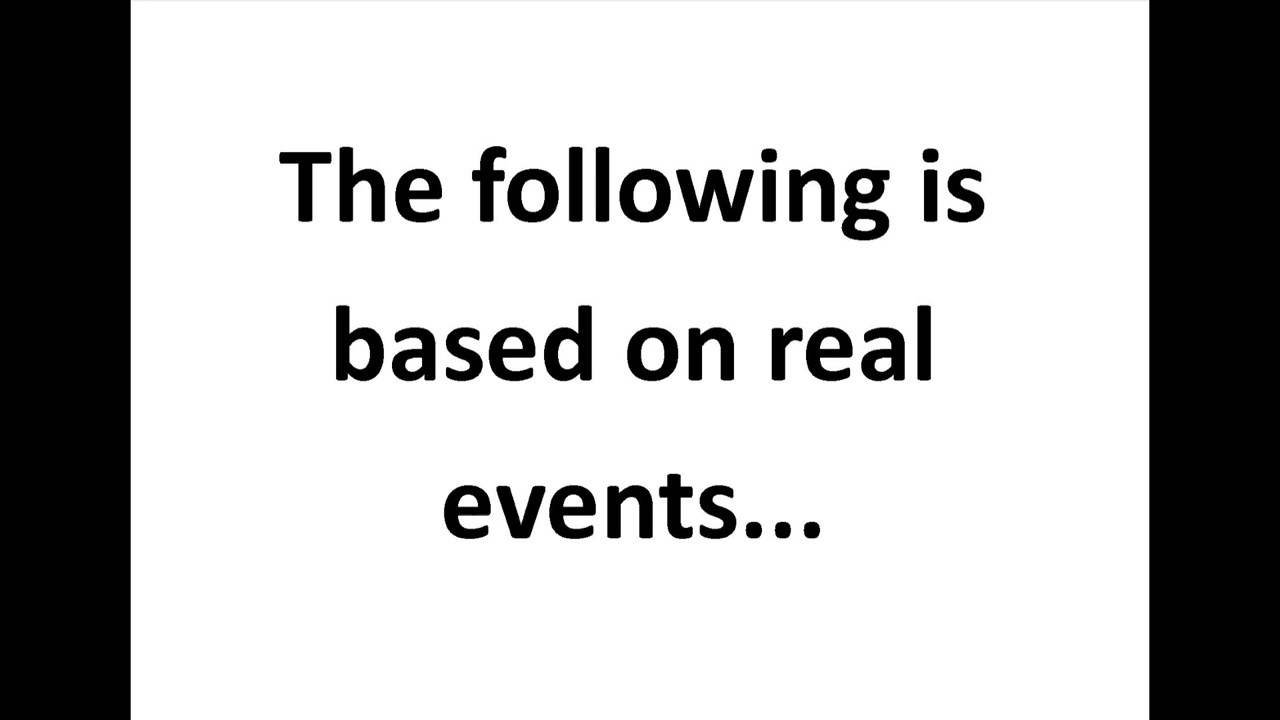 The following is
based on real
events...